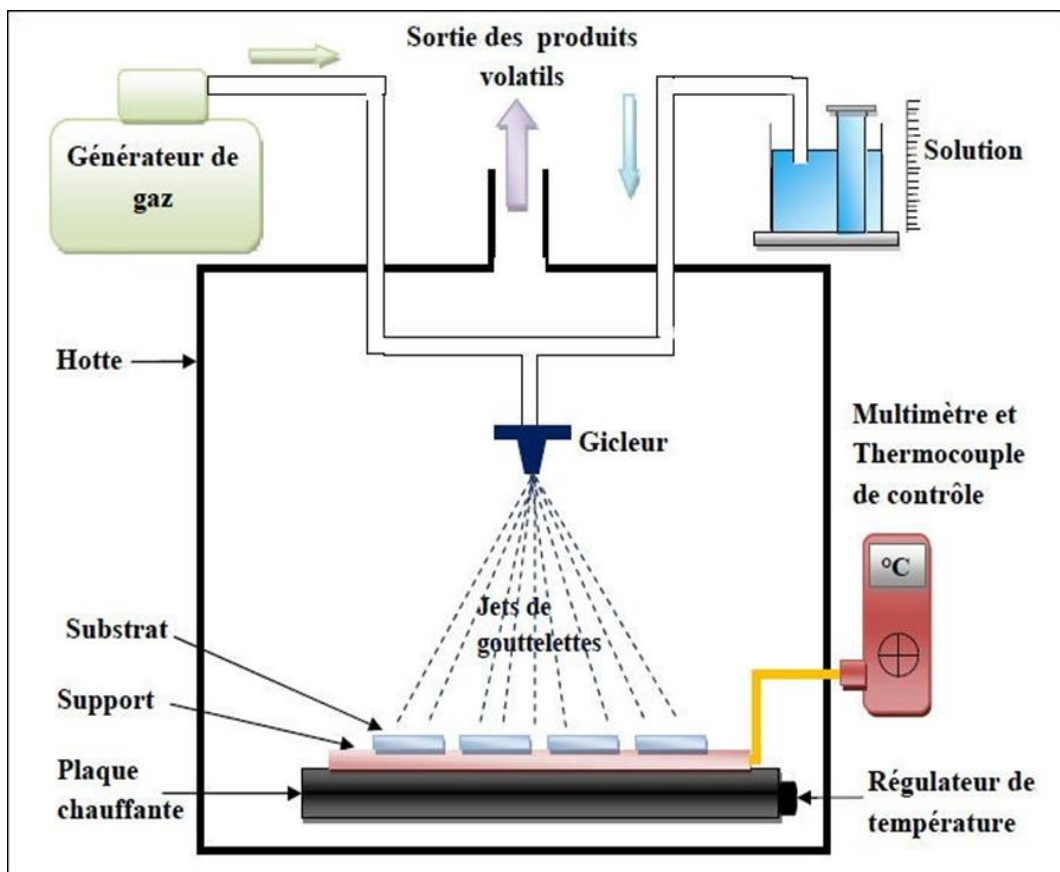 Sortie des produits
volatils
Générateur de
gaz
Solution
Hotte
Gicleur
Multimètre et
Thermocouple
de contrôle
°C
Jets de
gouttelettes
Substrat
Support
Plaque
chauffante
Régulateur de
température